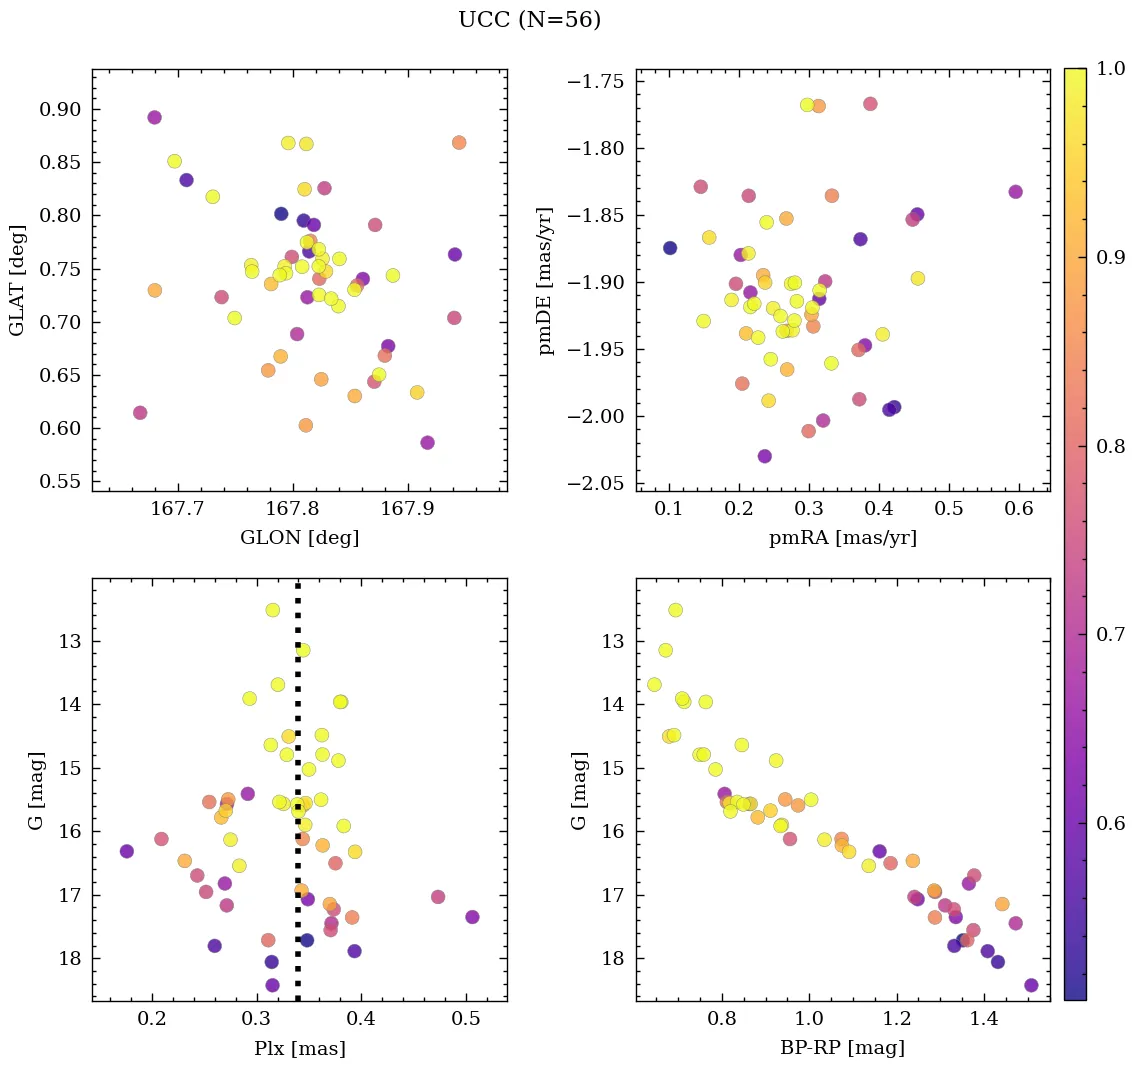 UCC (N=56)
0.90
0.85
0.80
0.75
0.70
0.65
0.60
0.55
GLAT [deg]
167.7 167.8 167.9
GLON [deg]
−1.75
−1.80
−1.85
−1.90
−1.95
−2.00
−2.05
pmDE [mas/yr]
0.1 0.2 0.3 0.4 0.5 0.6
pmRA [mas/yr]
13
14
15
16
17
18
G [mag]
0.2 0.3 0.4 0.5
Plx [mas]
13
14
15
16
17
18
G [mag]
0.8 1.0 1.2 1.4
BP-RP [mag]
1.0
0.9
0.8
0.7
0.6